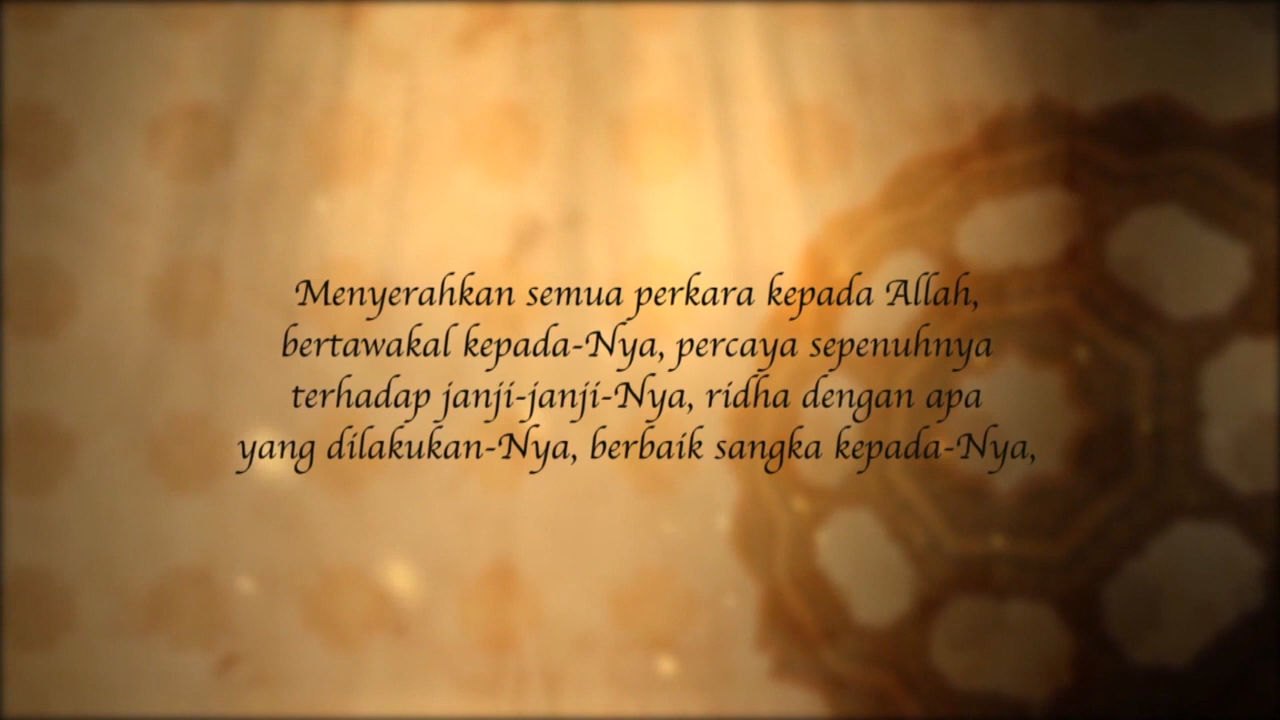 Menyerahkan semua perkara kepada Allah,
bertawakal kepada-Nya, percaya sepenuhnya
terhadap janji-janji-Nya, ridha dengan apa
yang dilakukan-Nya, berbaik sangka kepada-Nya,